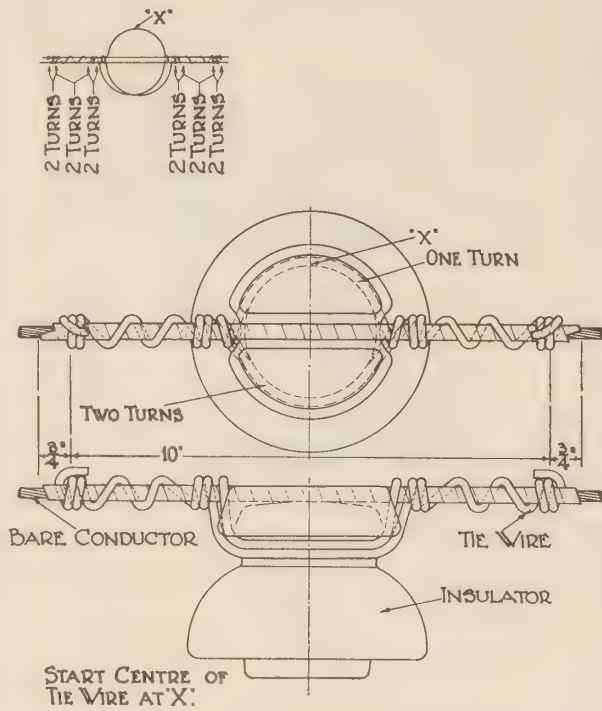 "X"
2 TURNS
2 TURNS
2 TURNS
2 TURNS
2 TURNS
2 TURNS
"X"
ONE TURN
TWO TURNS
3/4"
10"
3/4"
BARE CONDUCTOR
TIE WIRE
INSULATOR
START CENTRE OF
TIE WIRE AT "X".